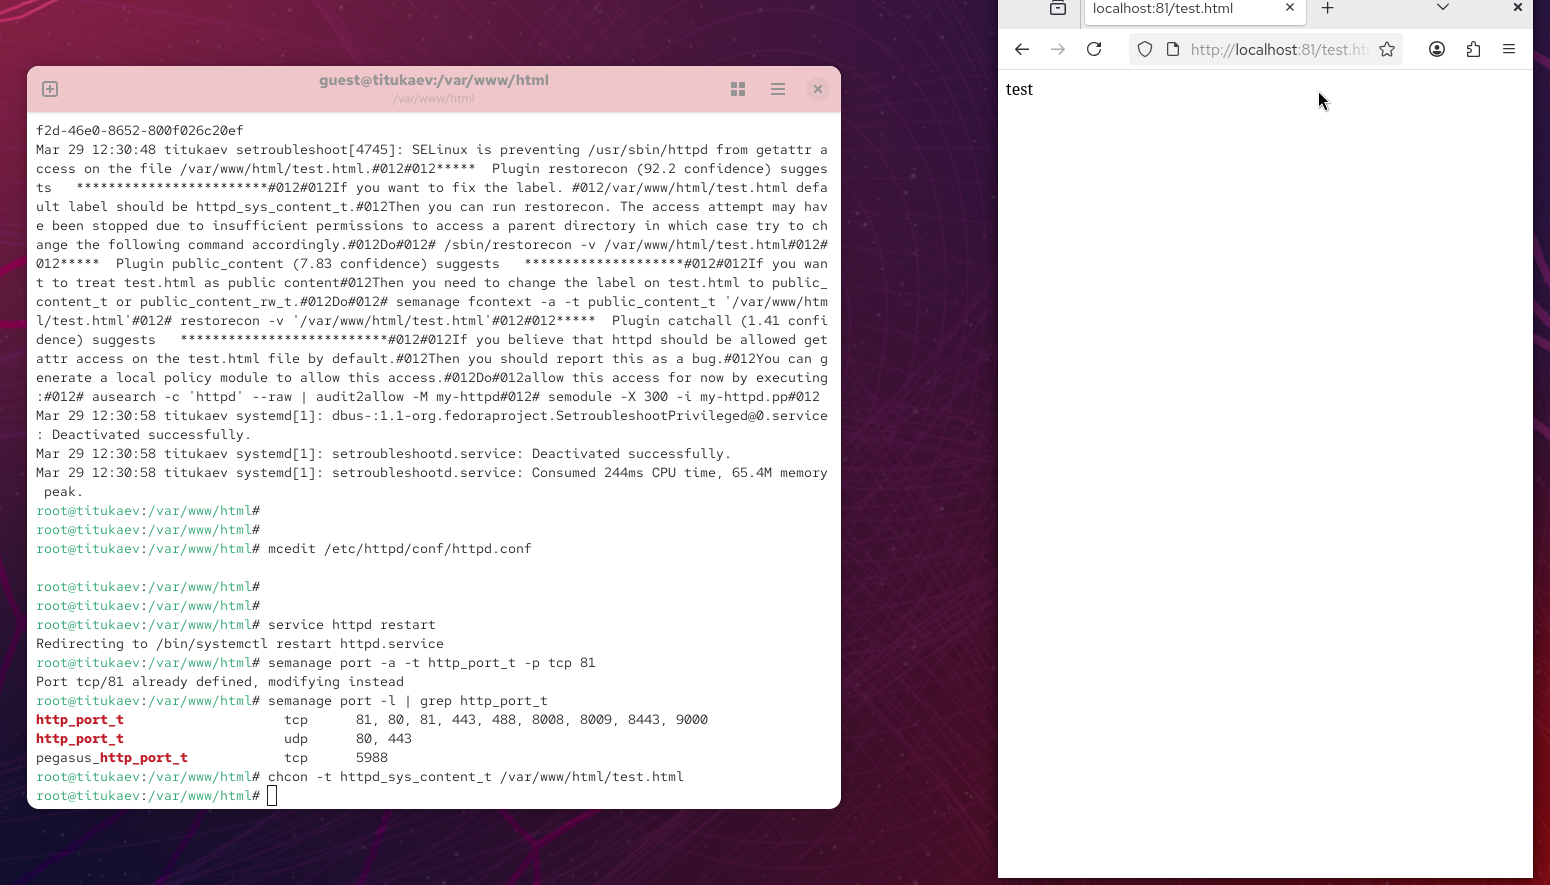 guest@titukaev:/var/www/html
/var/www/html
f2d-46e0-8652-800f026c20ef
Mar 29 12:30:48 titukaev setroubleshoot[4745]: SELinux is preventing /usr/sbin/httpd from getattr a
ccess on the file /var/www/html/test.html.#012#012*****  Plugin restorecon (92.2 confidence) sugges
ts   ************************#012#012If you want to fix the label. #012/var/www/html/test.html defa
ult label should be httpd_sys_content_t.#012Then you can run restorecon. The access attempt may hav
e been stopped due to insufficient permissions to access a parent directory in which case try to ch
ange the following command accordingly.#012Do#012# /sbin/restorecon -v /var/www/html/test.html#012#
012*****  Plugin public_content (7.83 confidence) suggests   ********************#012#012If you wan
t to treat test.html as public content#012Then you need to change the label on test.html to public_
content_t or public_content_rw_t.#012Do#012# semanage fcontext -a -t public_content_t '/var/www/htm
l/test.html'#012# restorecon -v '/var/www/html/test.html'#012#012*****  Plugin catchall (1.41 confi
dence) suggests   **************************#012#012If you believe that httpd should be allowed get
attr access on the test.html file by default.#012Then you should report this as a bug.#012You can g
enerate a local policy module to allow this access.#012Do#012allow this access for now by executing
:#012# ausearch -c 'httpd' --raw | audit2allow -M my-httpd#012# semodule -X 300 -i my-httpd.pp#012
Mar 29 12:30:58 titukaev systemd[1]: dbus-:1.1-org.fedoraproject.SetroubleshootPrivileged@0.service
: Deactivated successfully.
Mar 29 12:30:58 titukaev systemd[1]: setroubleshootd.service: Deactivated successfully.
Mar 29 12:30:58 titukaev systemd[1]: setroubleshootd.service: Consumed 244ms CPU time, 65.4M memory
 peak.
root@titukaev:/var/www/html#
root@titukaev:/var/www/html#
root@titukaev:/var/www/html# mcedit /etc/httpd/conf/httpd.conf
root@titukaev:/var/www/html#
root@titukaev:/var/www/html#
root@titukaev:/var/www/html# service httpd restart
Redirecting to /bin/systemctl restart httpd.service
root@titukaev:/var/www/html# semanage port -a -t http_port_t -p tcp 81
Port tcp/81 already defined, modifying instead
root@titukaev:/var/www/html# semanage port -l | grep http_port_t
http_port_t                    tcp      81, 80, 81, 443, 488, 8008, 8009, 8443, 9000
http_port_t                    udp      80, 443
pegasus_http_port_t            tcp      5988
root@titukaev:/var/www/html# chcon -t httpd_sys_content_t /var/www/html/test.html
root@titukaev:/var/www/html#
localhost:81/test.html
http://localhost:81/test.ht
test